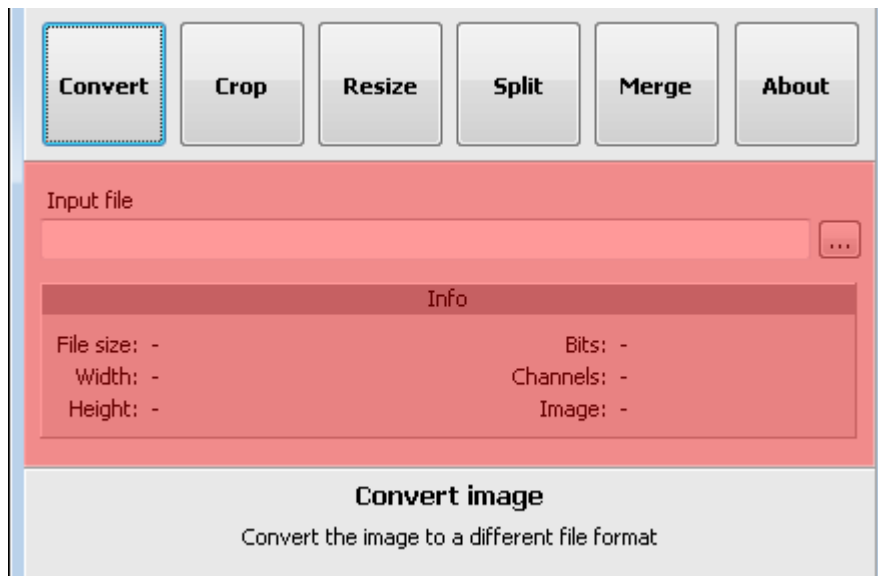 Convert Crop Resize Split Merge About
Input file
...
Info
File size: - Bits: -
Width: - Channels: -
Height: - Image: -
Convert image
Convert the image to a different file format